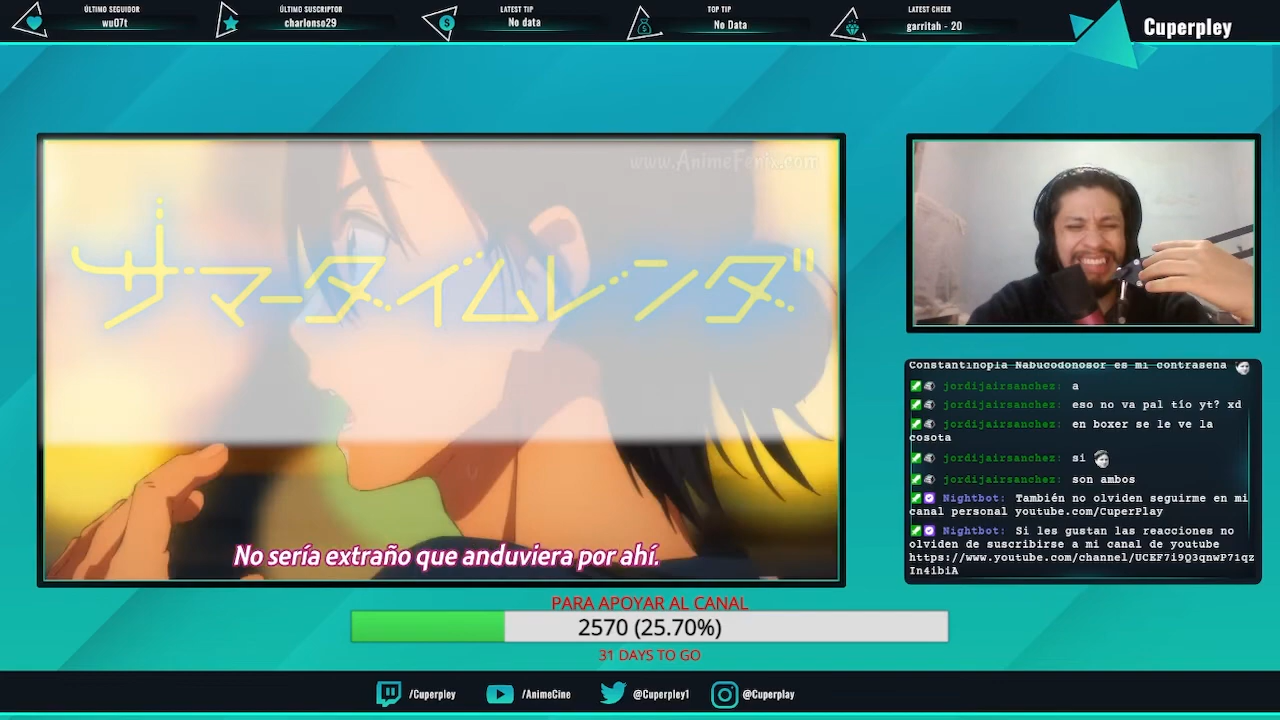 ÚLTIMO SEGUIDOR
wu07t
ÚLTIMO SUSCRIPTOR
charlonso29
LATEST TIP
No data
TOP TIP
No Data
LATEST CHEER
garritah - 20
Cuperpley
www.AnimeFenix.com
サマータイムレンダ
No sería extraño que anduviera por ahí.
Constantinopla Nabucodonosor es mi contrasena
jordijairsanchez: a
jordijairsanchez: eso no va pal tío yt? xd
jordijairsanchez: en boxer se le ve la
cosota
jordijairsanchez: si
jordijairsanchez: son ambos
Nightbot: También no olviden seguirme en mi
canal personal youtube.com/CuperPlay
Nightbot: Si les gustan las reacciones no
olviden de suscribirse a mi canal de youtube
https://www.youtube.com/channel/UCEF7i9Q3qnwP71qz
In4ibiA
PARA APOYAR AL CANAL
2570 (25.70%)
31 DAYS TO GO
/Cuperpley
/AnimeCine
@Cuperpley1
@Cuperplay